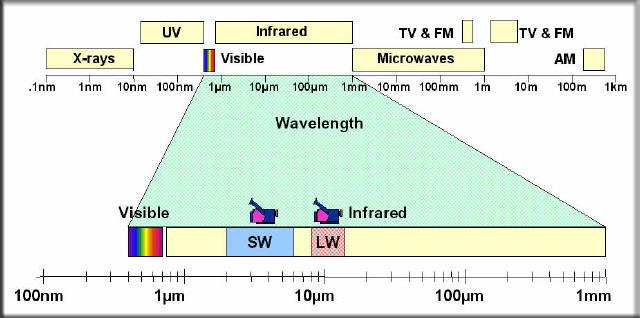 UV
Infrared
TV & FM
TV & FM
X-rays
Visible
Microwaves
AM
.1nm 1nm 10nm 100nm 1µm 10µm 100µm 1mm 10mm 100mm 1m 10m 100m 1km
Wavelength
Visible
Infrared
SW
LW
100nm 1µm 10µm 100µm 1mm